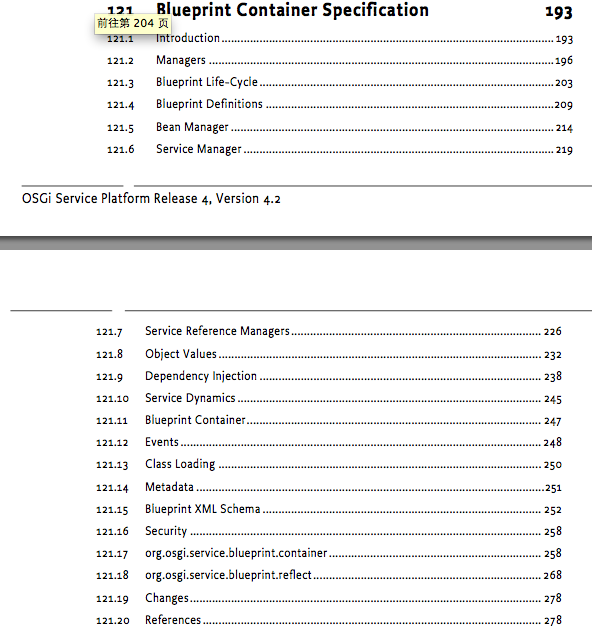 121 Blueprint Container Specification 193
前往第 204 页
121.1 Introduction 193
121.2 Managers 196
121.3 Blueprint Life-Cycle 203
121.4 Blueprint Definitions 209
121.5 Bean Manager 214
121.6 Service Manager 219
OSGi Service Platform Release 4, Version 4.2
121.7 Service Reference Managers 226
121.8 Object Values 232
121.9 Dependency Injection 238
121.10 Service Dynamics 245
121.11 Blueprint Container 247
121.12 Events 248
121.13 Class Loading 250
121.14 Metadata 251
121.15 Blueprint XML Schema 252
121.16 Security 258
121.17 org.osgi.service.blueprint.container 258
121.18 org.osgi.service.blueprint.reflect 268
121.19 Changes 278
121.20 References 278